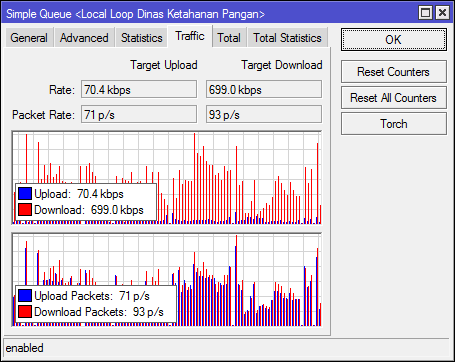 Simple Queue <Local Loop Dinas Ketahanan Pangan>
General Advanced Statistics Traffic Total Total Statistics
Target Upload Target Download
Rate: 70.4 kbps 699.0 kbps
Packet Rate: 71 p/s 93 p/s
Upload: 70.4 kbps
Download: 699.0 kbps
Upload Packets: 71 p/s
Download Packets: 93 p/s
OK
Reset Counters
Reset All Counters
Torch
enabled